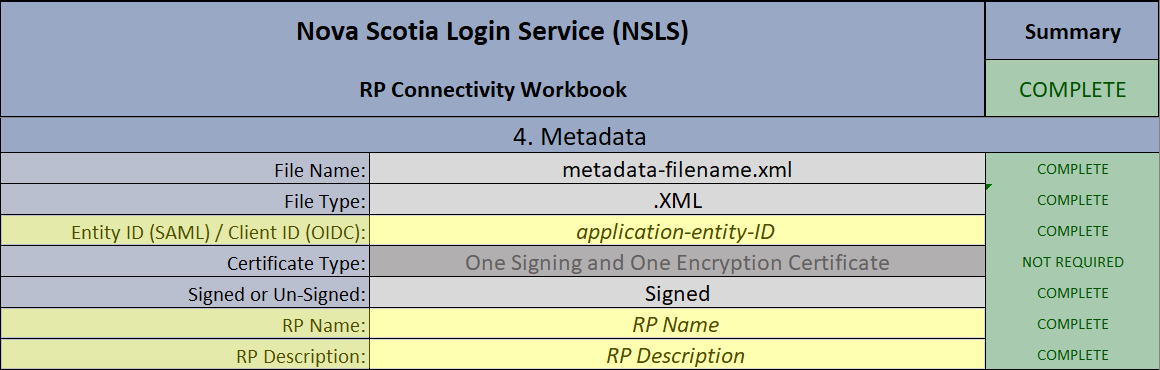 Nova Scotia Login Service (NSLS) Summary
RP Connectivity Workbook COMPLETE
4. Metadata
File Name: metadata-filename.xml COMPLETE
File Type: .XML COMPLETE
Entity ID (SAML) / Client ID (OIDC): application-entity-ID COMPLETE
Certificate Type: One Signing and One Encryption Certificate NOT REQUIRED
Signed or Un-Signed: Signed COMPLETE
RP Name: RP Name COMPLETE
RP Description: RP Description COMPLETE